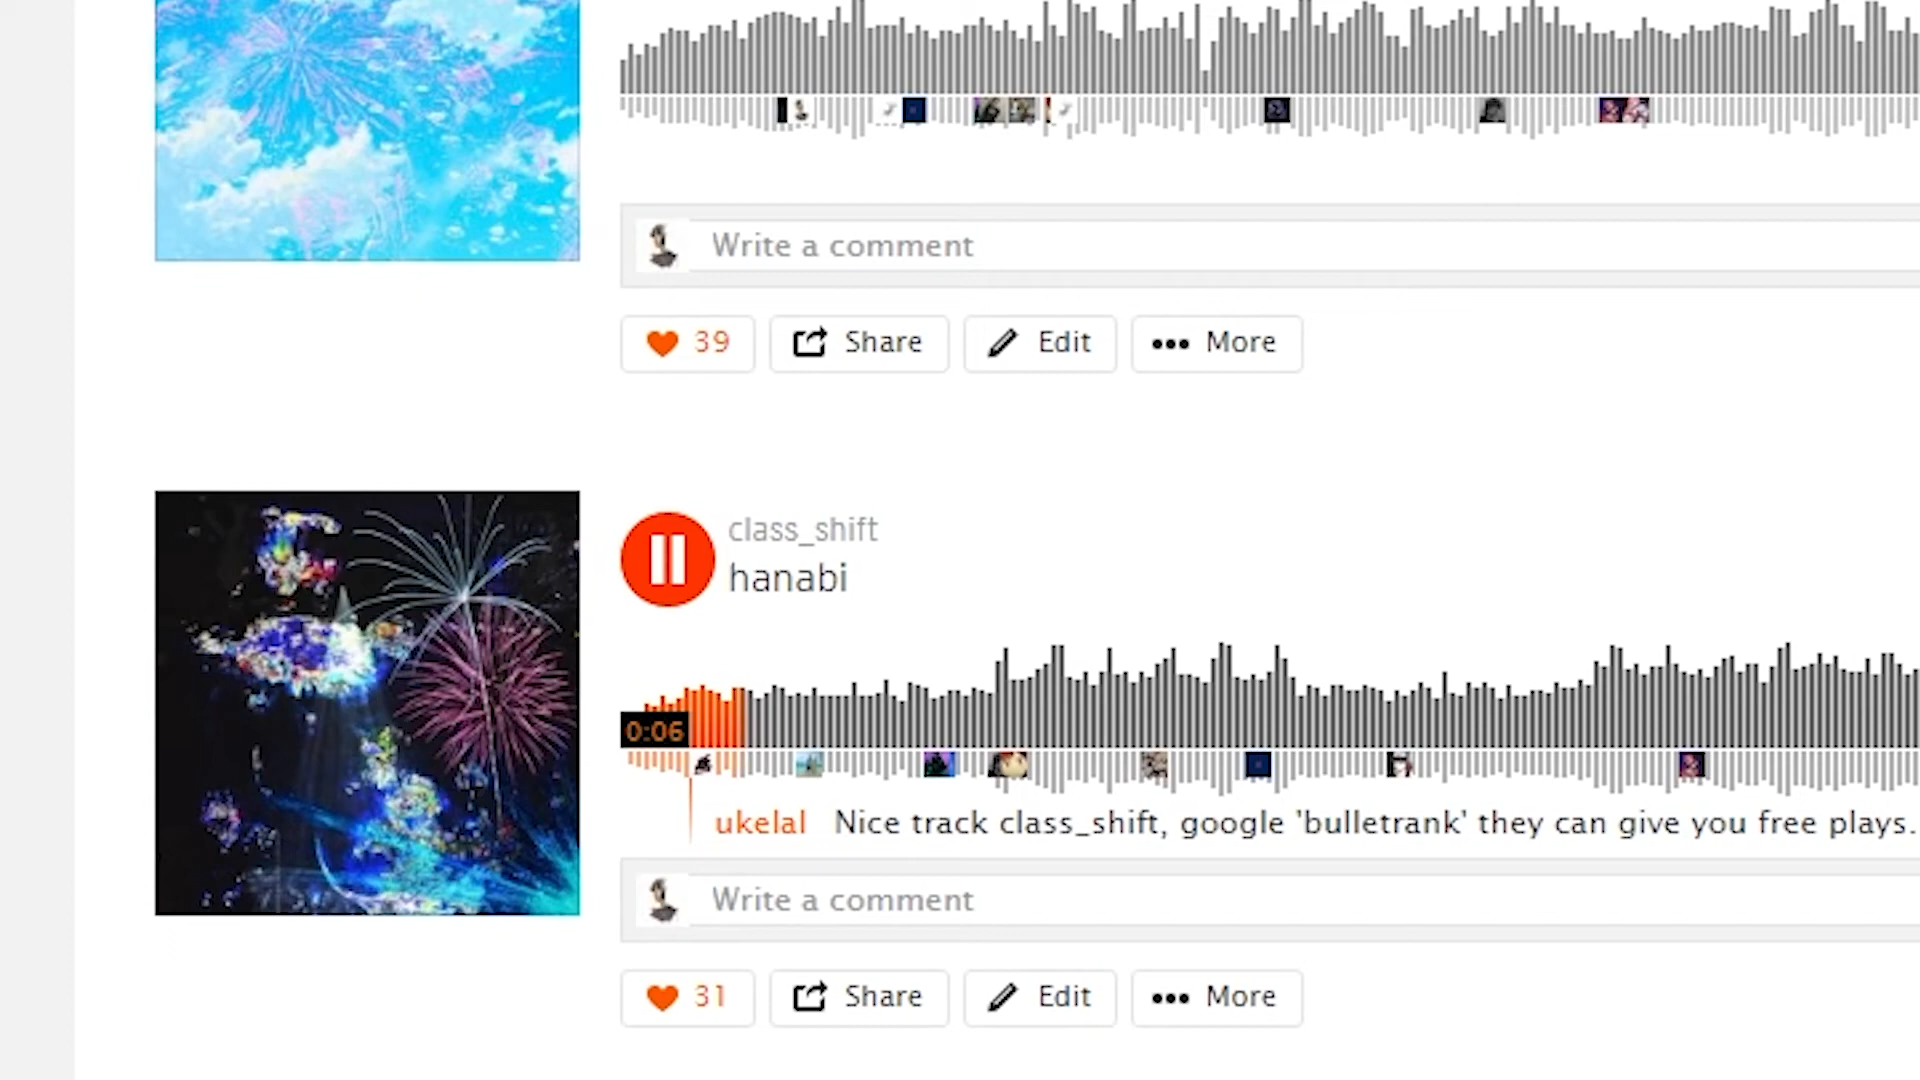 Write a comment
39
Share
Edit
More
class_shift
hanabi
0:06
ukelal Nice track class_shift, google 'bulletrank' they can give you free plays.
Write a comment
31
Share
Edit
More